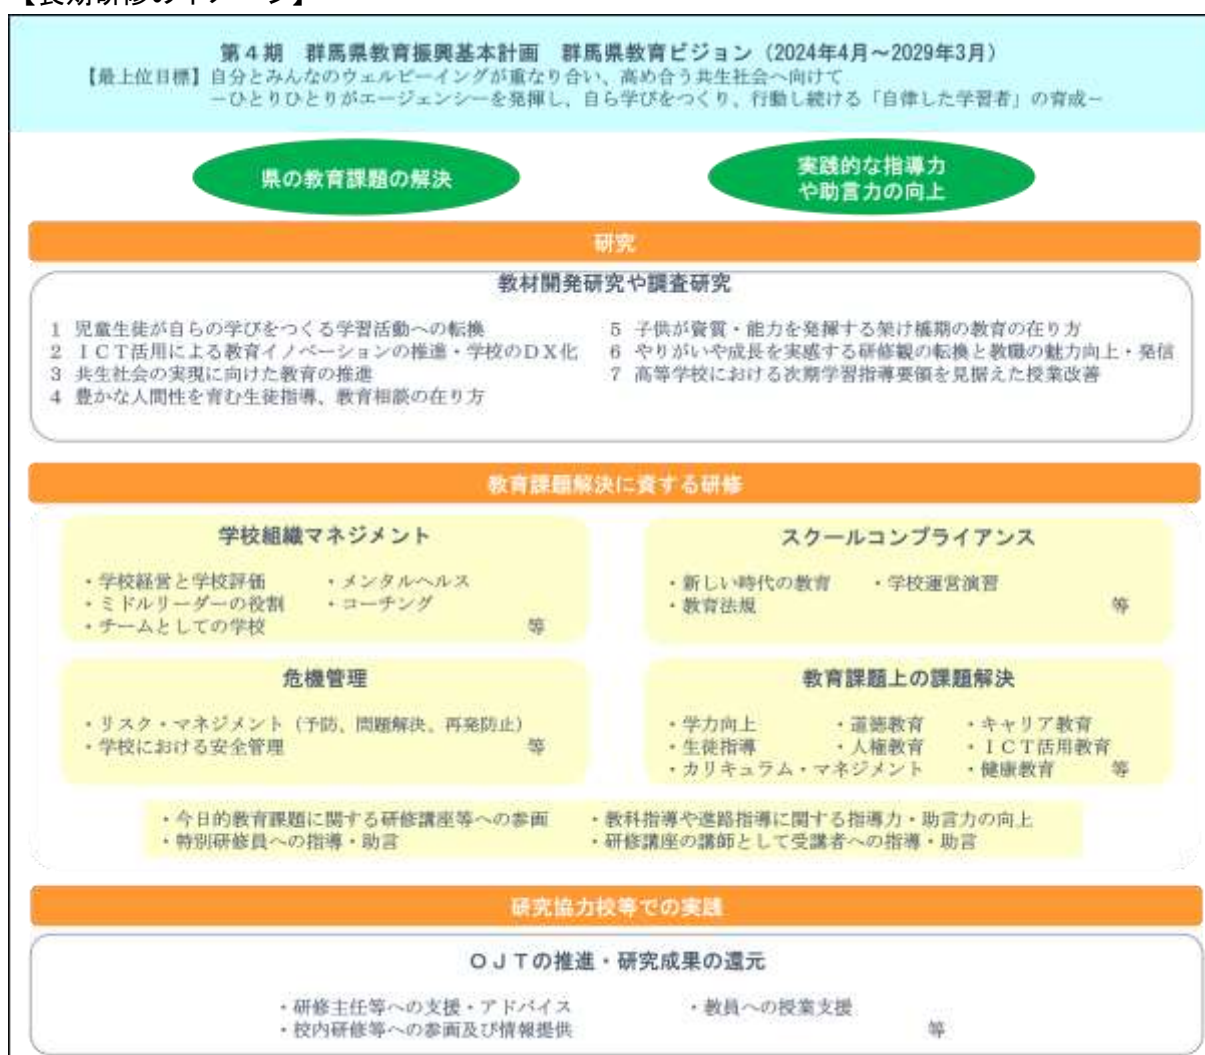 【長期研修のイメージ】
第４期　群馬県教育振興基本計画　群馬県教育ビジョン（2024年4月～2029年3月）
【最上位目標】自分とみんなのウェルビーイングが重なり合い、高め合う共生社会へ向けて
－ひとりひとりがエージェンシーを発揮し、自ら学びをつくり、行動し続ける「自律した学習者」の育成－
県の教育課題の解決
実践的な指導力
や助言力の向上
研究
教材開発研究や調査研究
1　児童生徒が自らの学びをつくる学習活動への転換
2　ＩＣＴ活用による教育イノベーションの推進・学校のＤＸ化
3　共生社会の実現に向けた教育の推進
4　豊かな人間性を育む生徒指導、教育相談の在り方
5　子供が資質・能力を発揮する架け橋期の教育の在り方
6　やりがいや成長を実感する研修観の転換と教職の魅力向上・発信
7　高等学校における次期学習指導要領を見据えた授業改善
教育課題解決に資する研修
学校組織マネジメント
・学校経営と学校評価　・メンタルヘルス
・ミドルリーダーの役割　・コーチング
・チームとしての学校　等
スクールコンプライアンス
・新しい時代の教育　・学校運営演習
・教育法規　等
危機管理
・リスク・マネジメント（予防、問題解決、再発防止）
・学校における安全管理　等
教育課題上の課題解決
・学力向上　・道徳教育　・キャリア教育
・生徒指導　・人権教育　・ＩＣＴ活用教育
・カリキュラム・マネジメント　・健康教育　等
・今日的教育課題に関する研修講座等への参画　・教科指導や進路指導に関する指導力・助言力の向上
・特別研修員への指導・助言　・研修講座の講師として受講者への指導・助言
研究協力校等での実践
ＯＪＴの推進・研究成果の還元
・研修主任等への支援・アドバイス　・教員への授業支援
・校内研修等への参画及び情報提供　等